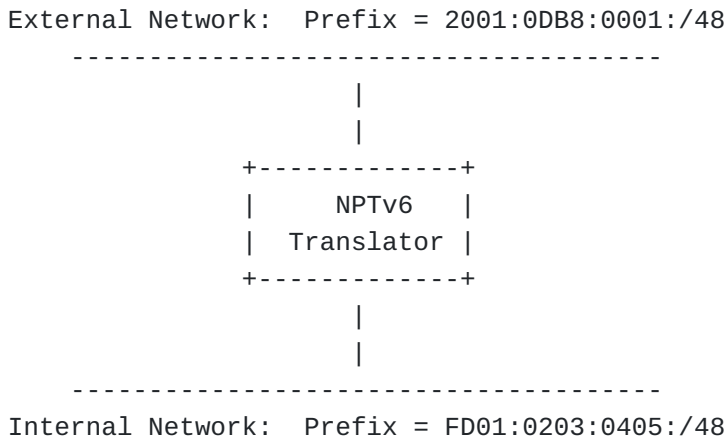 External Network:  Prefix = 2001:0DB8:0001:/48
NPTv6
Translator
Internal Network:  Prefix = FD01:0203:0405:/48